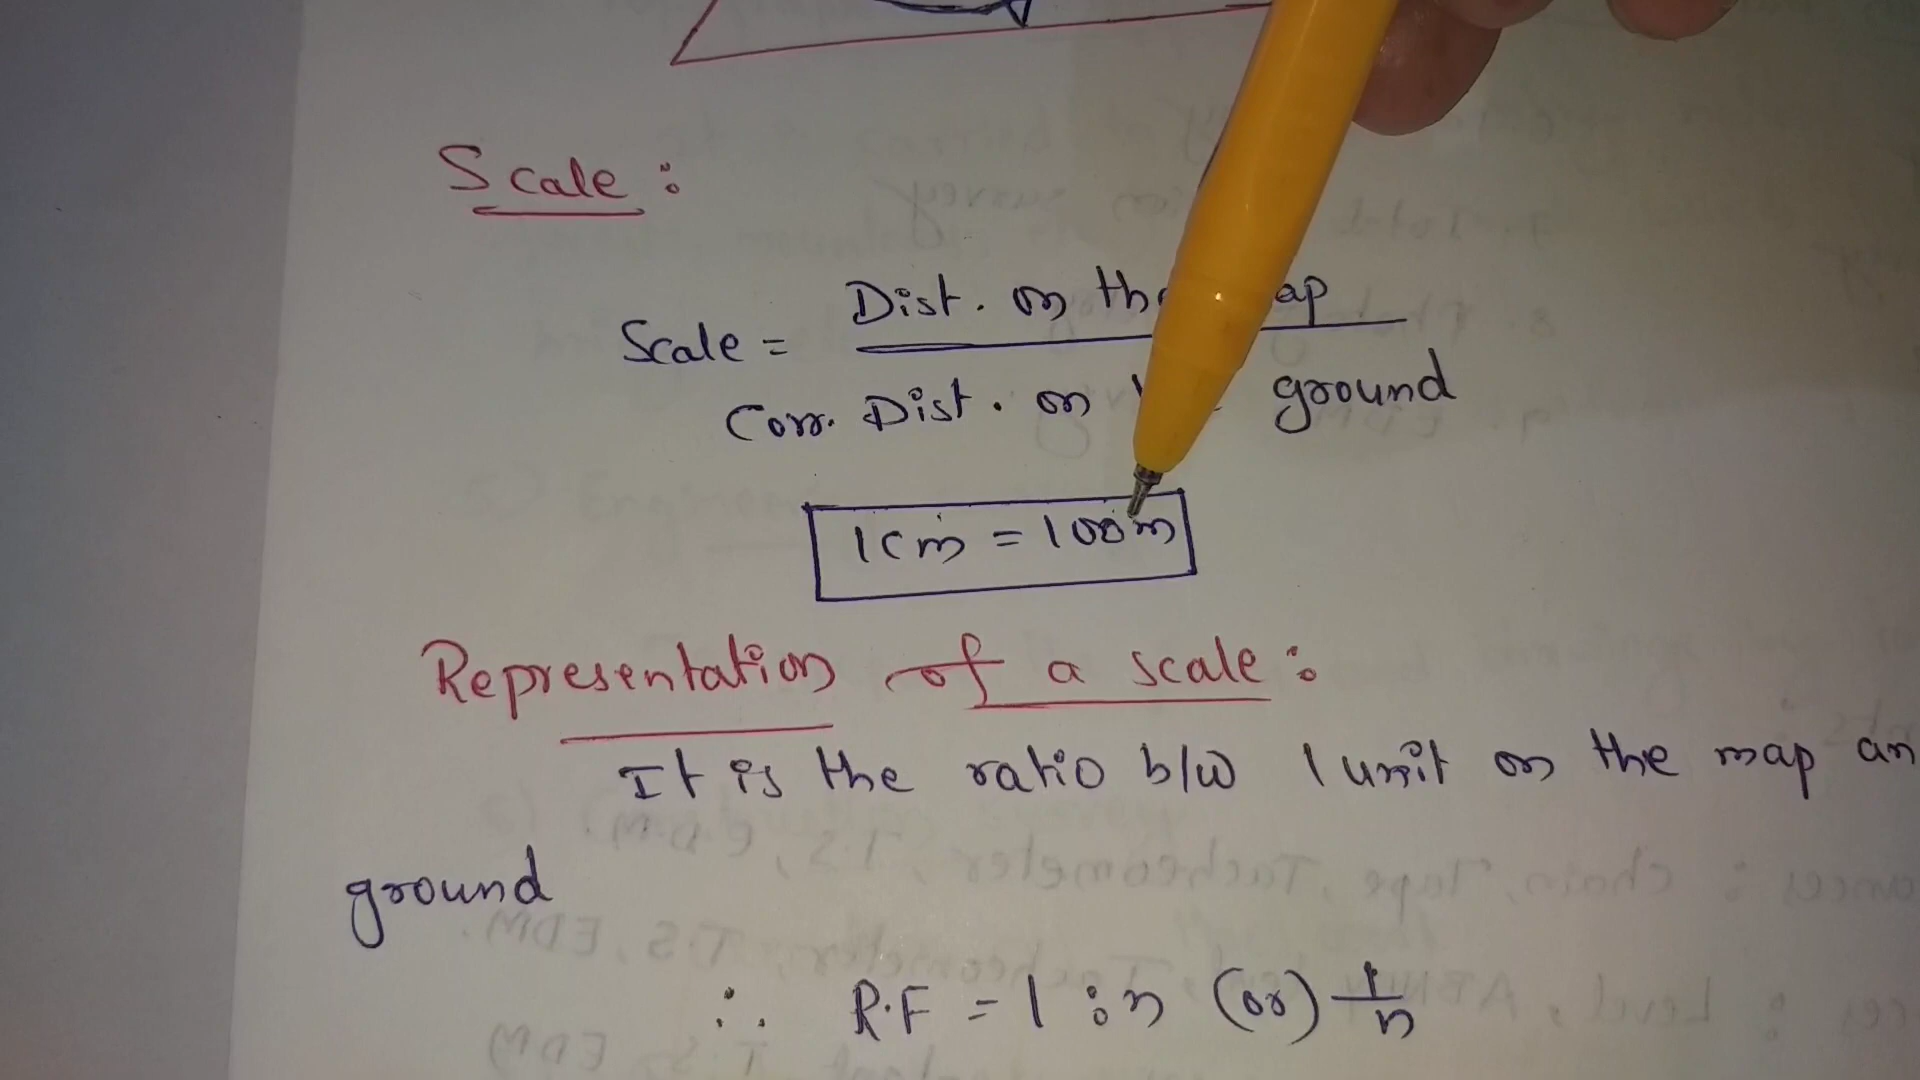 Scale :
Dist. on the map
Scale =
Corr. Dist. on ground
1cm = 100m
Representation of a scale :
It is the ratio b/w 1 unit on the map an
ground
∴ R.F = 1 : n (or) 1/n